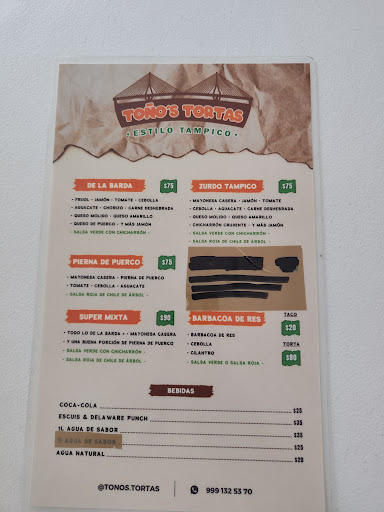 TOÑO'S TORTAS
• ESTILO TAMPICO •
DE LA BARDA $75
• FRIJOL • JAMÓN • TOMATE • CEBOLLA
• AGUACATE • CHORIZO • CARNE DESHEBRADA
• QUESO MOLIDO • QUESO AMARILLO
• QUESO DE PUERCO • Y MÁS JAMÓN
• SALSA VERDE CON CHICHARRÓN •
ZURDO TAMPICO $75
• MAYONESA CASERA • JAMÓN • TOMATE
• CEBOLLA • AGUACATE • CARNE DESHEBRADA
• QUESO MOLIDO • QUESO AMARILLO
• CHICHARRÓN CRUJIENTE • Y MÁS JAMÓN
• SALSA VERDE CON CHICHARRÓN •
• SALSA ROJA DE CHILE DE ÁRBOL •
PIERNA DE PUERCO $75
• MAYONESA CASERA • PIERNA DE PUERCO
• TOMATE • CEBOLLA • AGUACATE
• SALSA ROJA DE CHILE DE ÁRBOL •
SUPER MIXTA $90
• TODO LO DE LA BARDA + • MAYONESA CASERA
• Y UNA BUENA PORCIÓN DE PIERNA DE PUERCO
• SALSA VERDE CON CHICHARRÓN •
• SALSA ROJA DE CHILE DE ÁRBOL •
BARBACOA DE RES
TACO
$20
TORTA
$80
• BARBACOA DE RES
• CEBOLLA
• CILANTRO
• SALSA VERDE O SALSA ROJA •
BEBIDAS
COCA-COLA $25
ESCUIS & DELAWARE PUNCH $35
1L AGUA DE SABOR $35
AGUA DE SABOR $25
AGUA NATURAL $20
@TONOS.TORTAS | 999 132 53 70